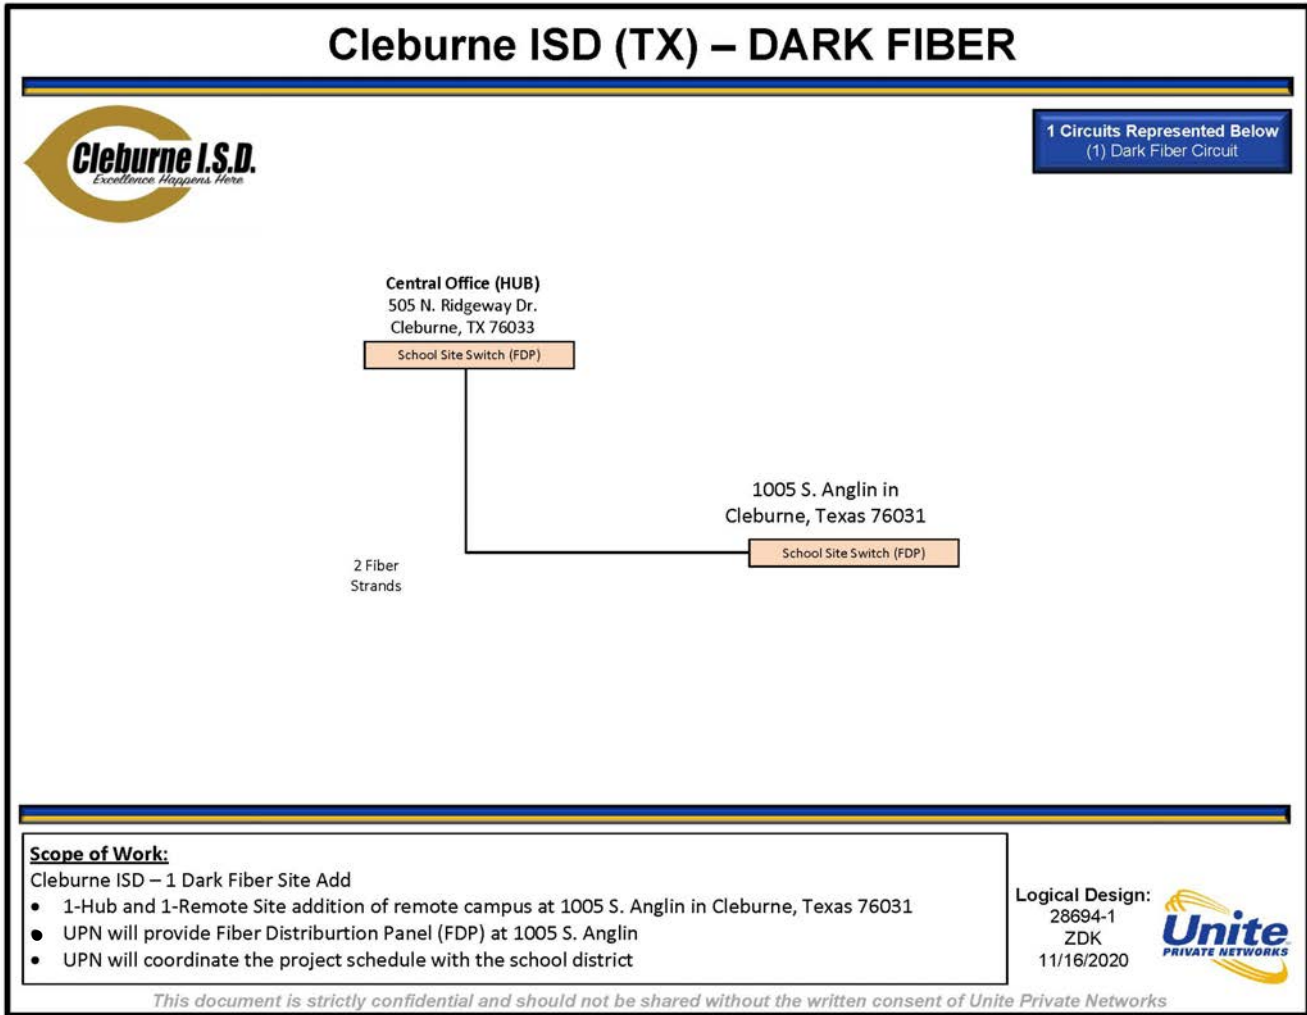 Cleburne ISD (TX) – DARK FIBER
Cleburne I.S.D.
Excellence Happens Here
1 Circuits Represented Below
(1) Dark Fiber Circuit
Central Office (HUB)
505 N. Ridgeway Dr.
Cleburne, TX 76033
School Site Switch (FDP)
1005 S. Anglin in
Cleburne, Texas 76031
School Site Switch (FDP)
2 Fiber
Strands
Scope of Work:
Cleburne ISD – 1 Dark Fiber Site Add
• 1-Hub and 1-Remote Site addition of remote campus at 1005 S. Anglin in Cleburne, Texas 76031
• UPN will provide Fiber Distriburtion Panel (FDP) at 1005 S. Anglin
• UPN will coordinate the project schedule with the school district
Logical Design:
28694-1
ZDK
11/16/2020
Unite
PRIVATE NETWORKS
This document is strictly confidential and should not be shared without the written consent of Unite Private Networks